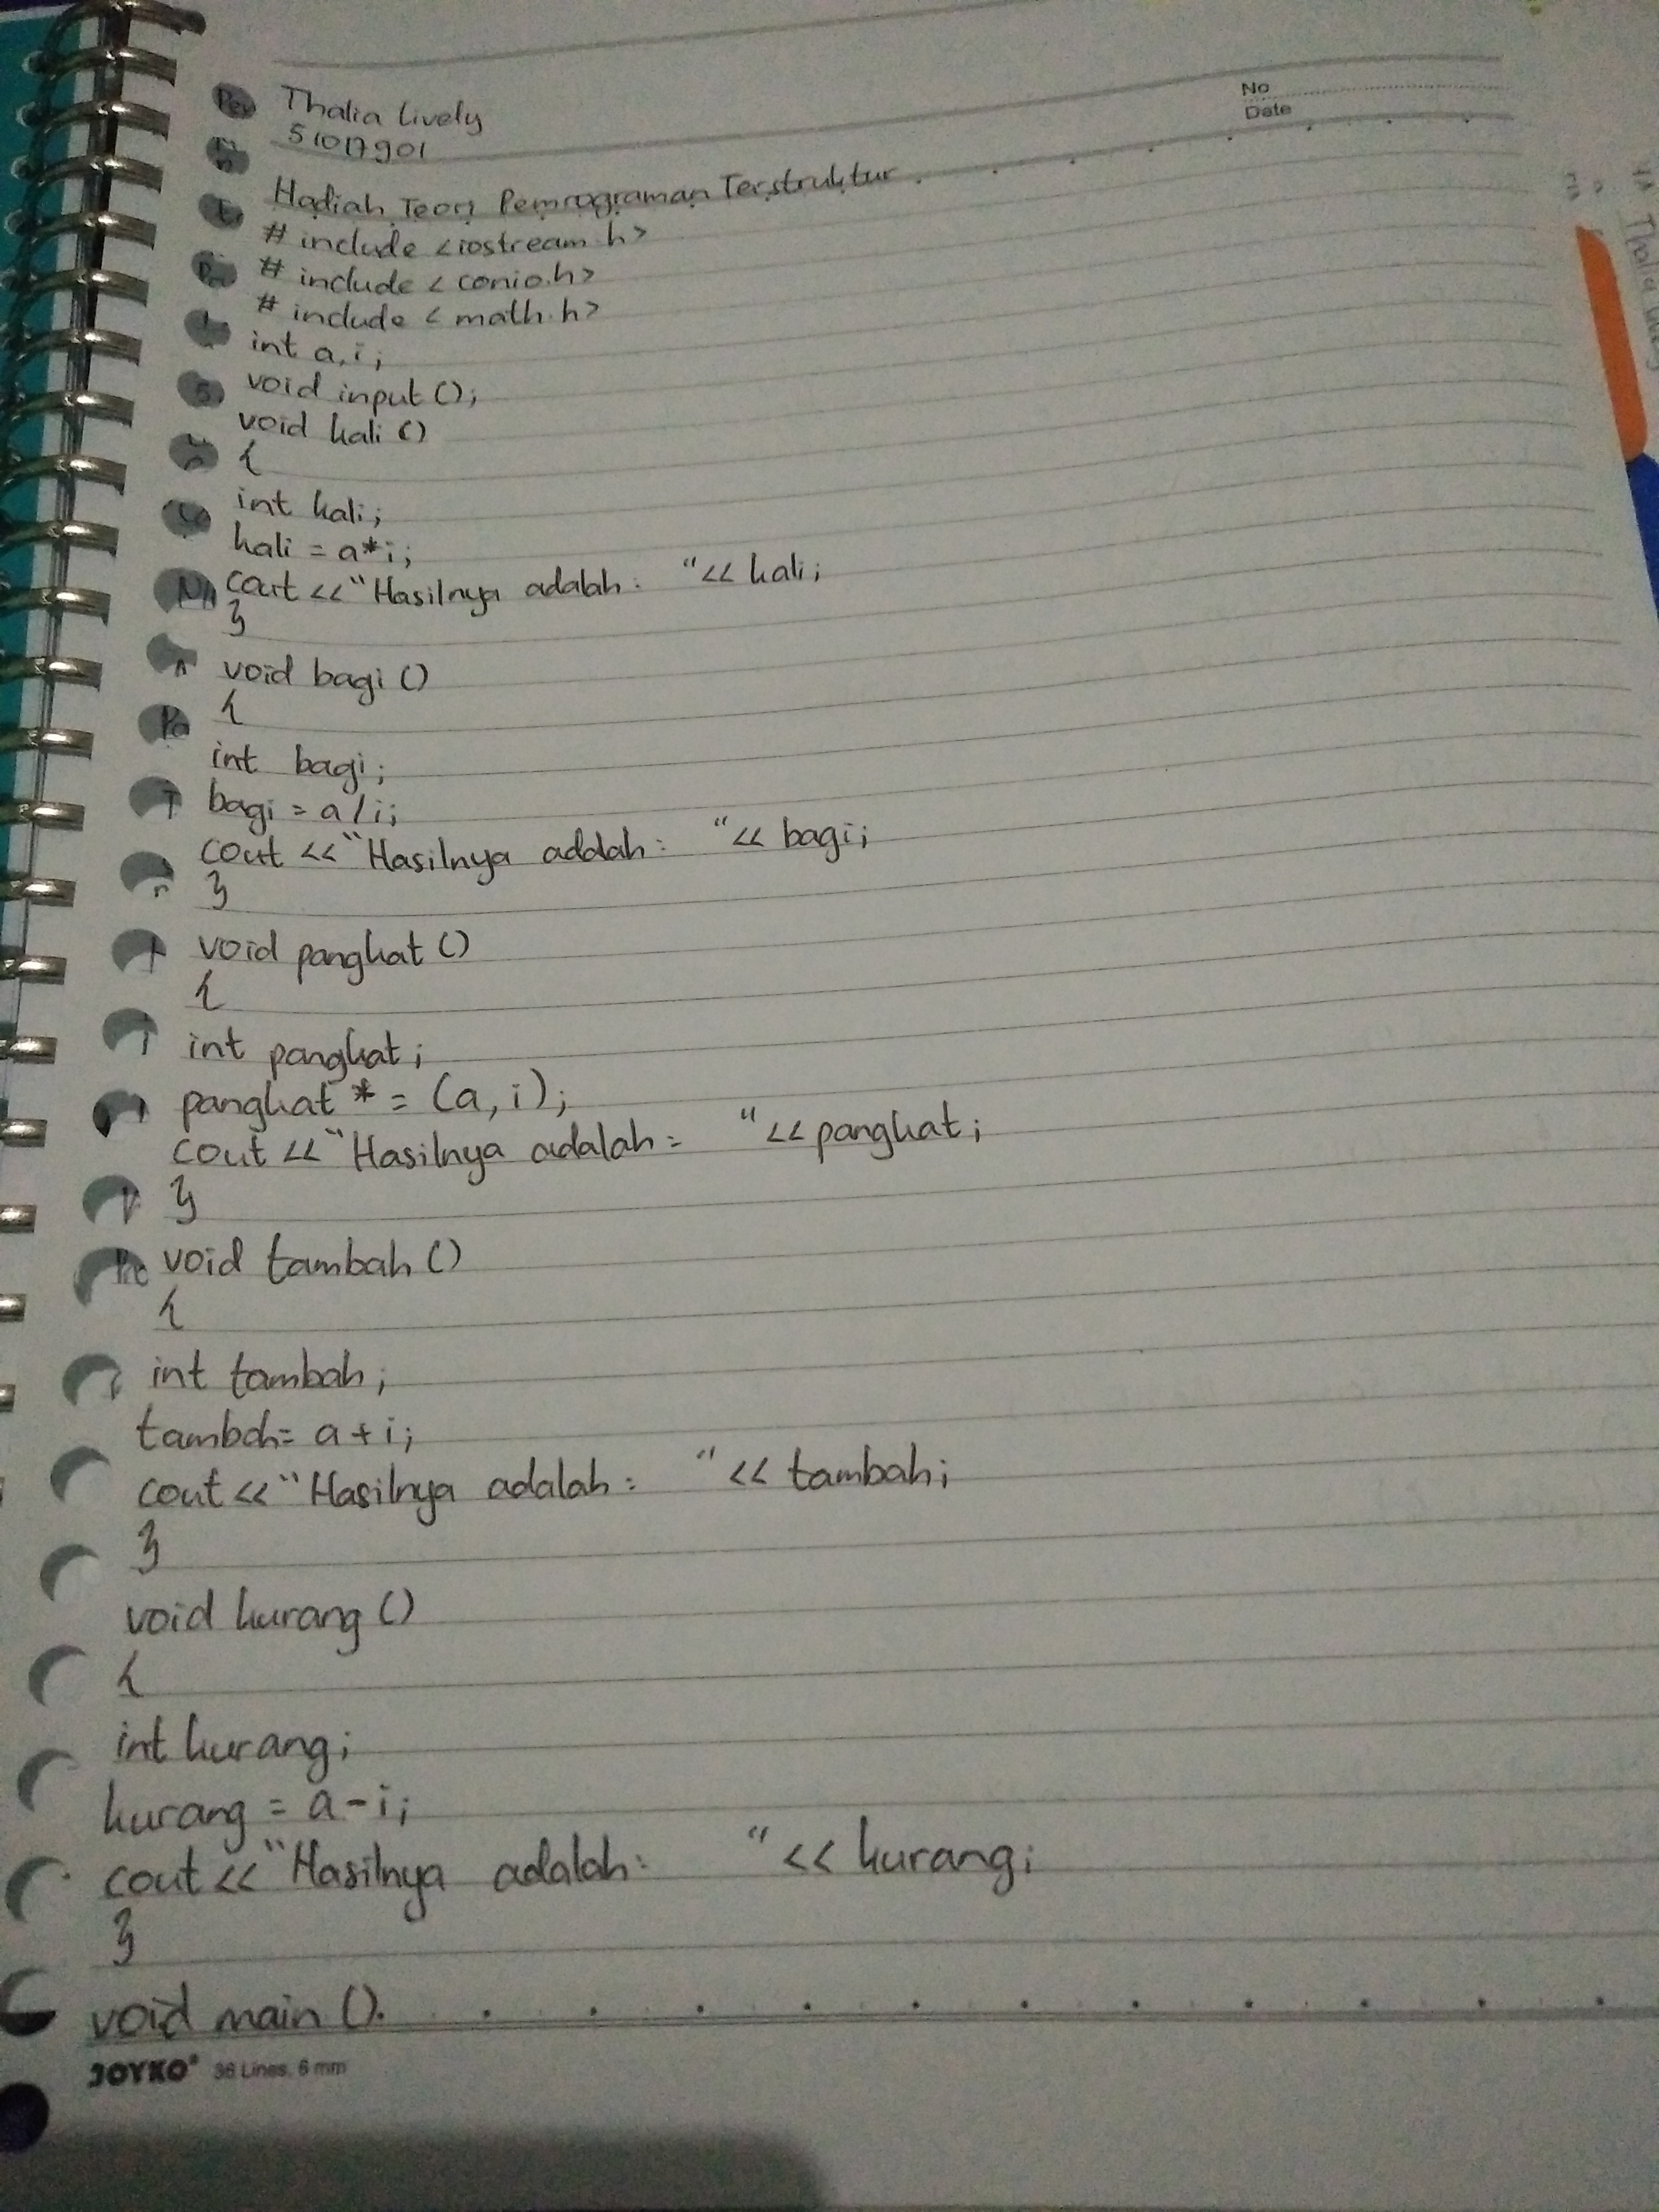 Thalia Lively
51017901
No
Date
Hadiah Teori Pemrograman Terstruktur
# include <iostream.h>
# include < conio.h>
# include < math.h>
int a, i;
void input ();
void kali ()
{
int kali;
kali = a*i;
cout << "Hasilnya adalah : " << kali;
}
void bagi ()
{
int bagi;
bagi = a / i;
cout << "Hasilnya adalah : " << bagi;
}
void pangkat ()
{
int pangkat;
pangkat * = (a, i);
cout << "Hasilnya adalah : " << pangkat;
}
void tambah ()
{
int tambah;
tambah = a + i;
cout << "Hasilnya adalah : " << tambah;
}
void kurang ()
{
int kurang;
kurang = a - i;
cout << "Hasilnya adalah : " << kurang;
}
void main ()
JOYKO 36 Lines, 6 mm